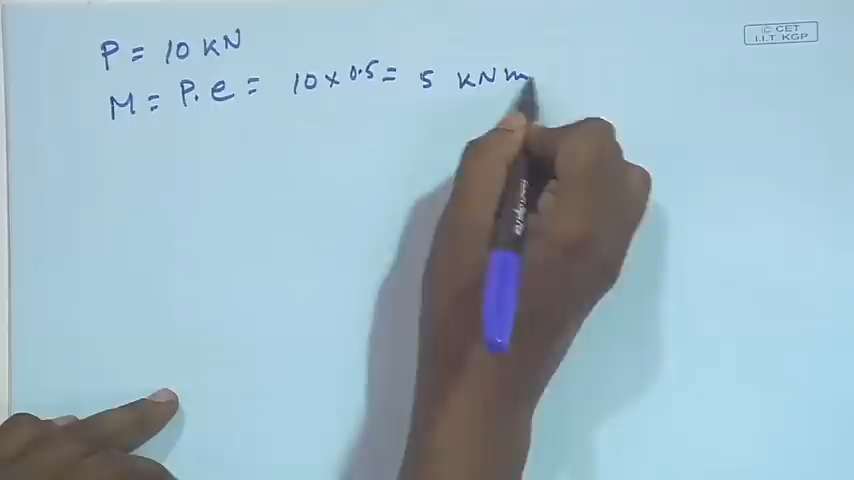 © CET
I.I.T. KGP
P = 10 KN
M = P.e = 10 x 0.5 = 5 KNm